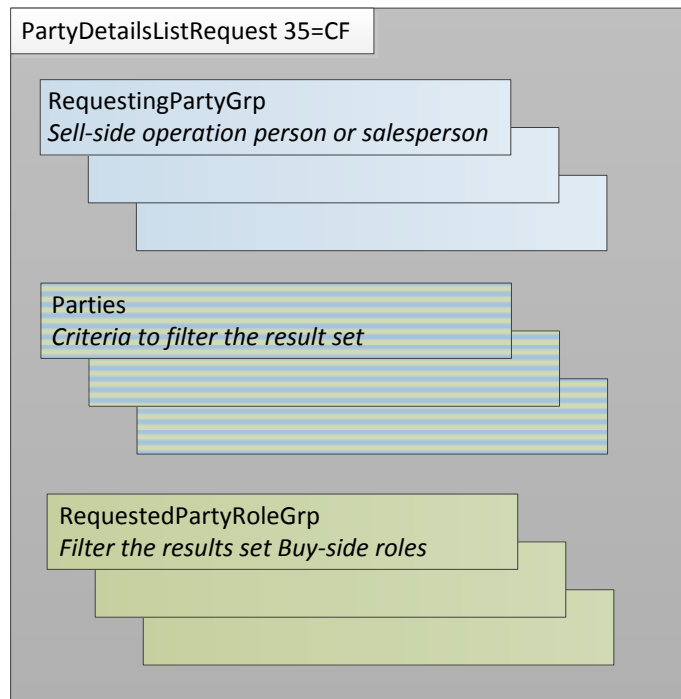 PartyDetailsListRequest 35=CF
RequestingPartyGrp
Sell-side operation person or salesperson
Parties
Criteria to filter the result set
RequestedPartyRoleGrp
Filter the results set Buy-side roles